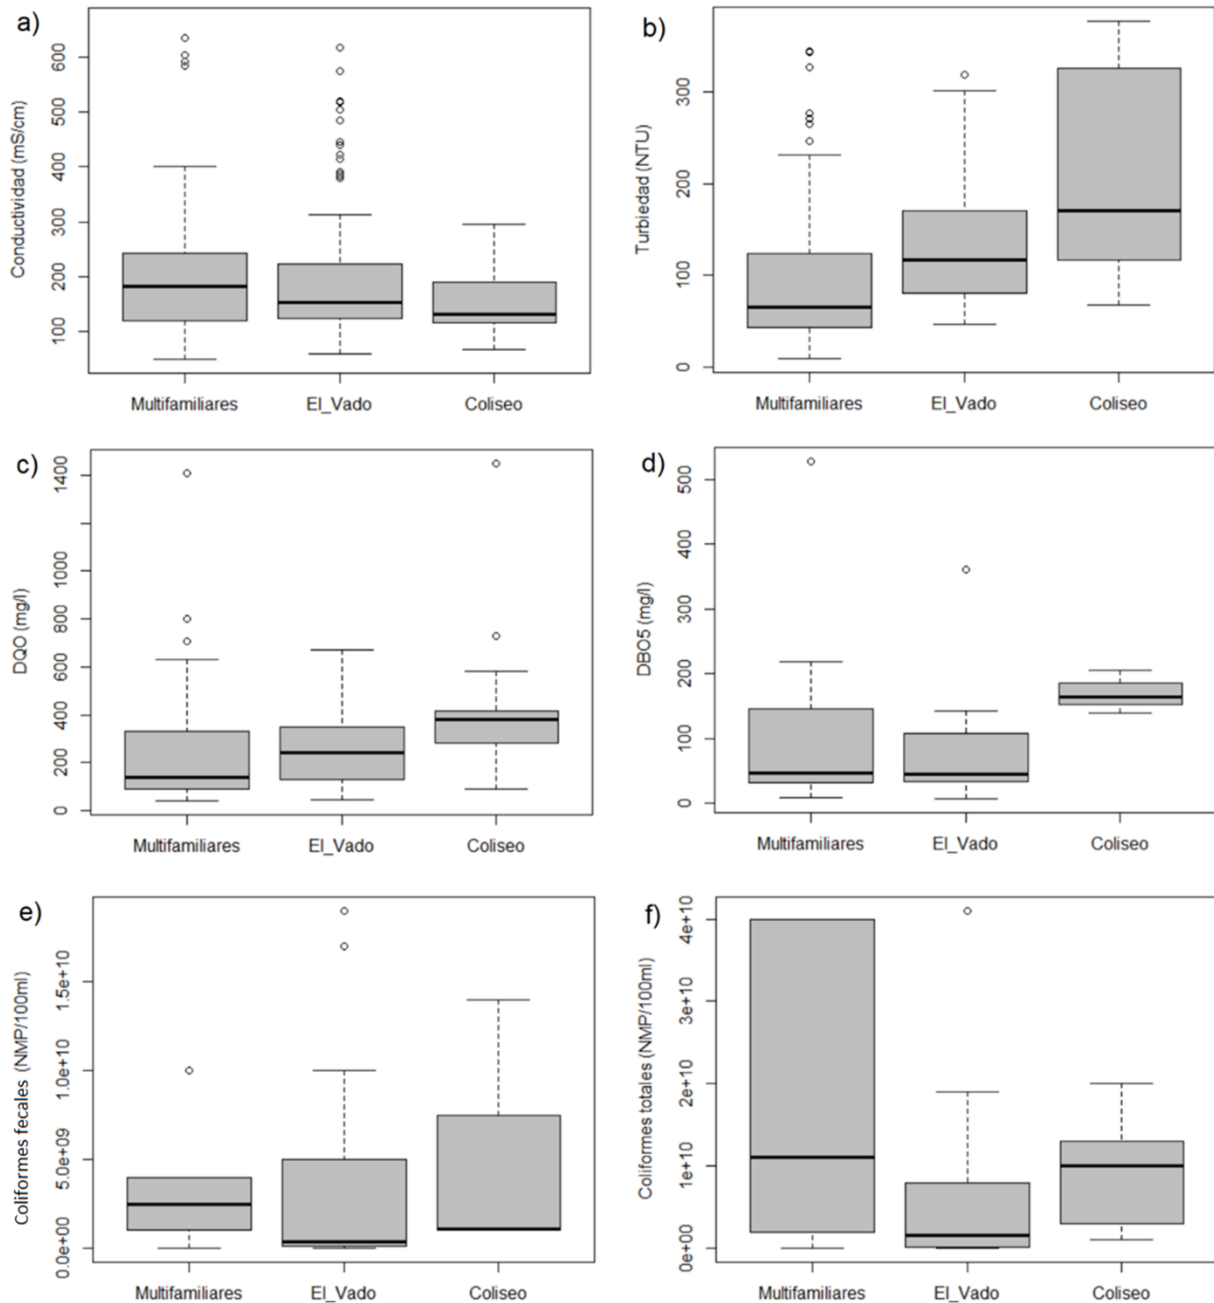 a)
Conductividad (mS/cm)
600
500
400
300
200
100
Multifamiliares El_Vado Coliseo
b)
Turbiedad (NTU)
300
200
100
0
Multifamiliares El_Vado Coliseo
c)
DQO (mg/l)
1400
1000
800
600
400
200
0
Multifamiliares El_Vado Coliseo
d)
DBO5 (mg/l)
500
400
300
200
100
0
Multifamiliares El_Vado Coliseo
e)
Coliformes fecales (NMP/100ml)
1.5e+10
1.0e+10
5.0e+09
0.0e+00
Multifamiliares El_Vado Coliseo
f)
Coliformes totales (NMP/100ml)
4e+10
3e+10
2e+10
1e+10
0e+00
Multifamiliares El_Vado Coliseo